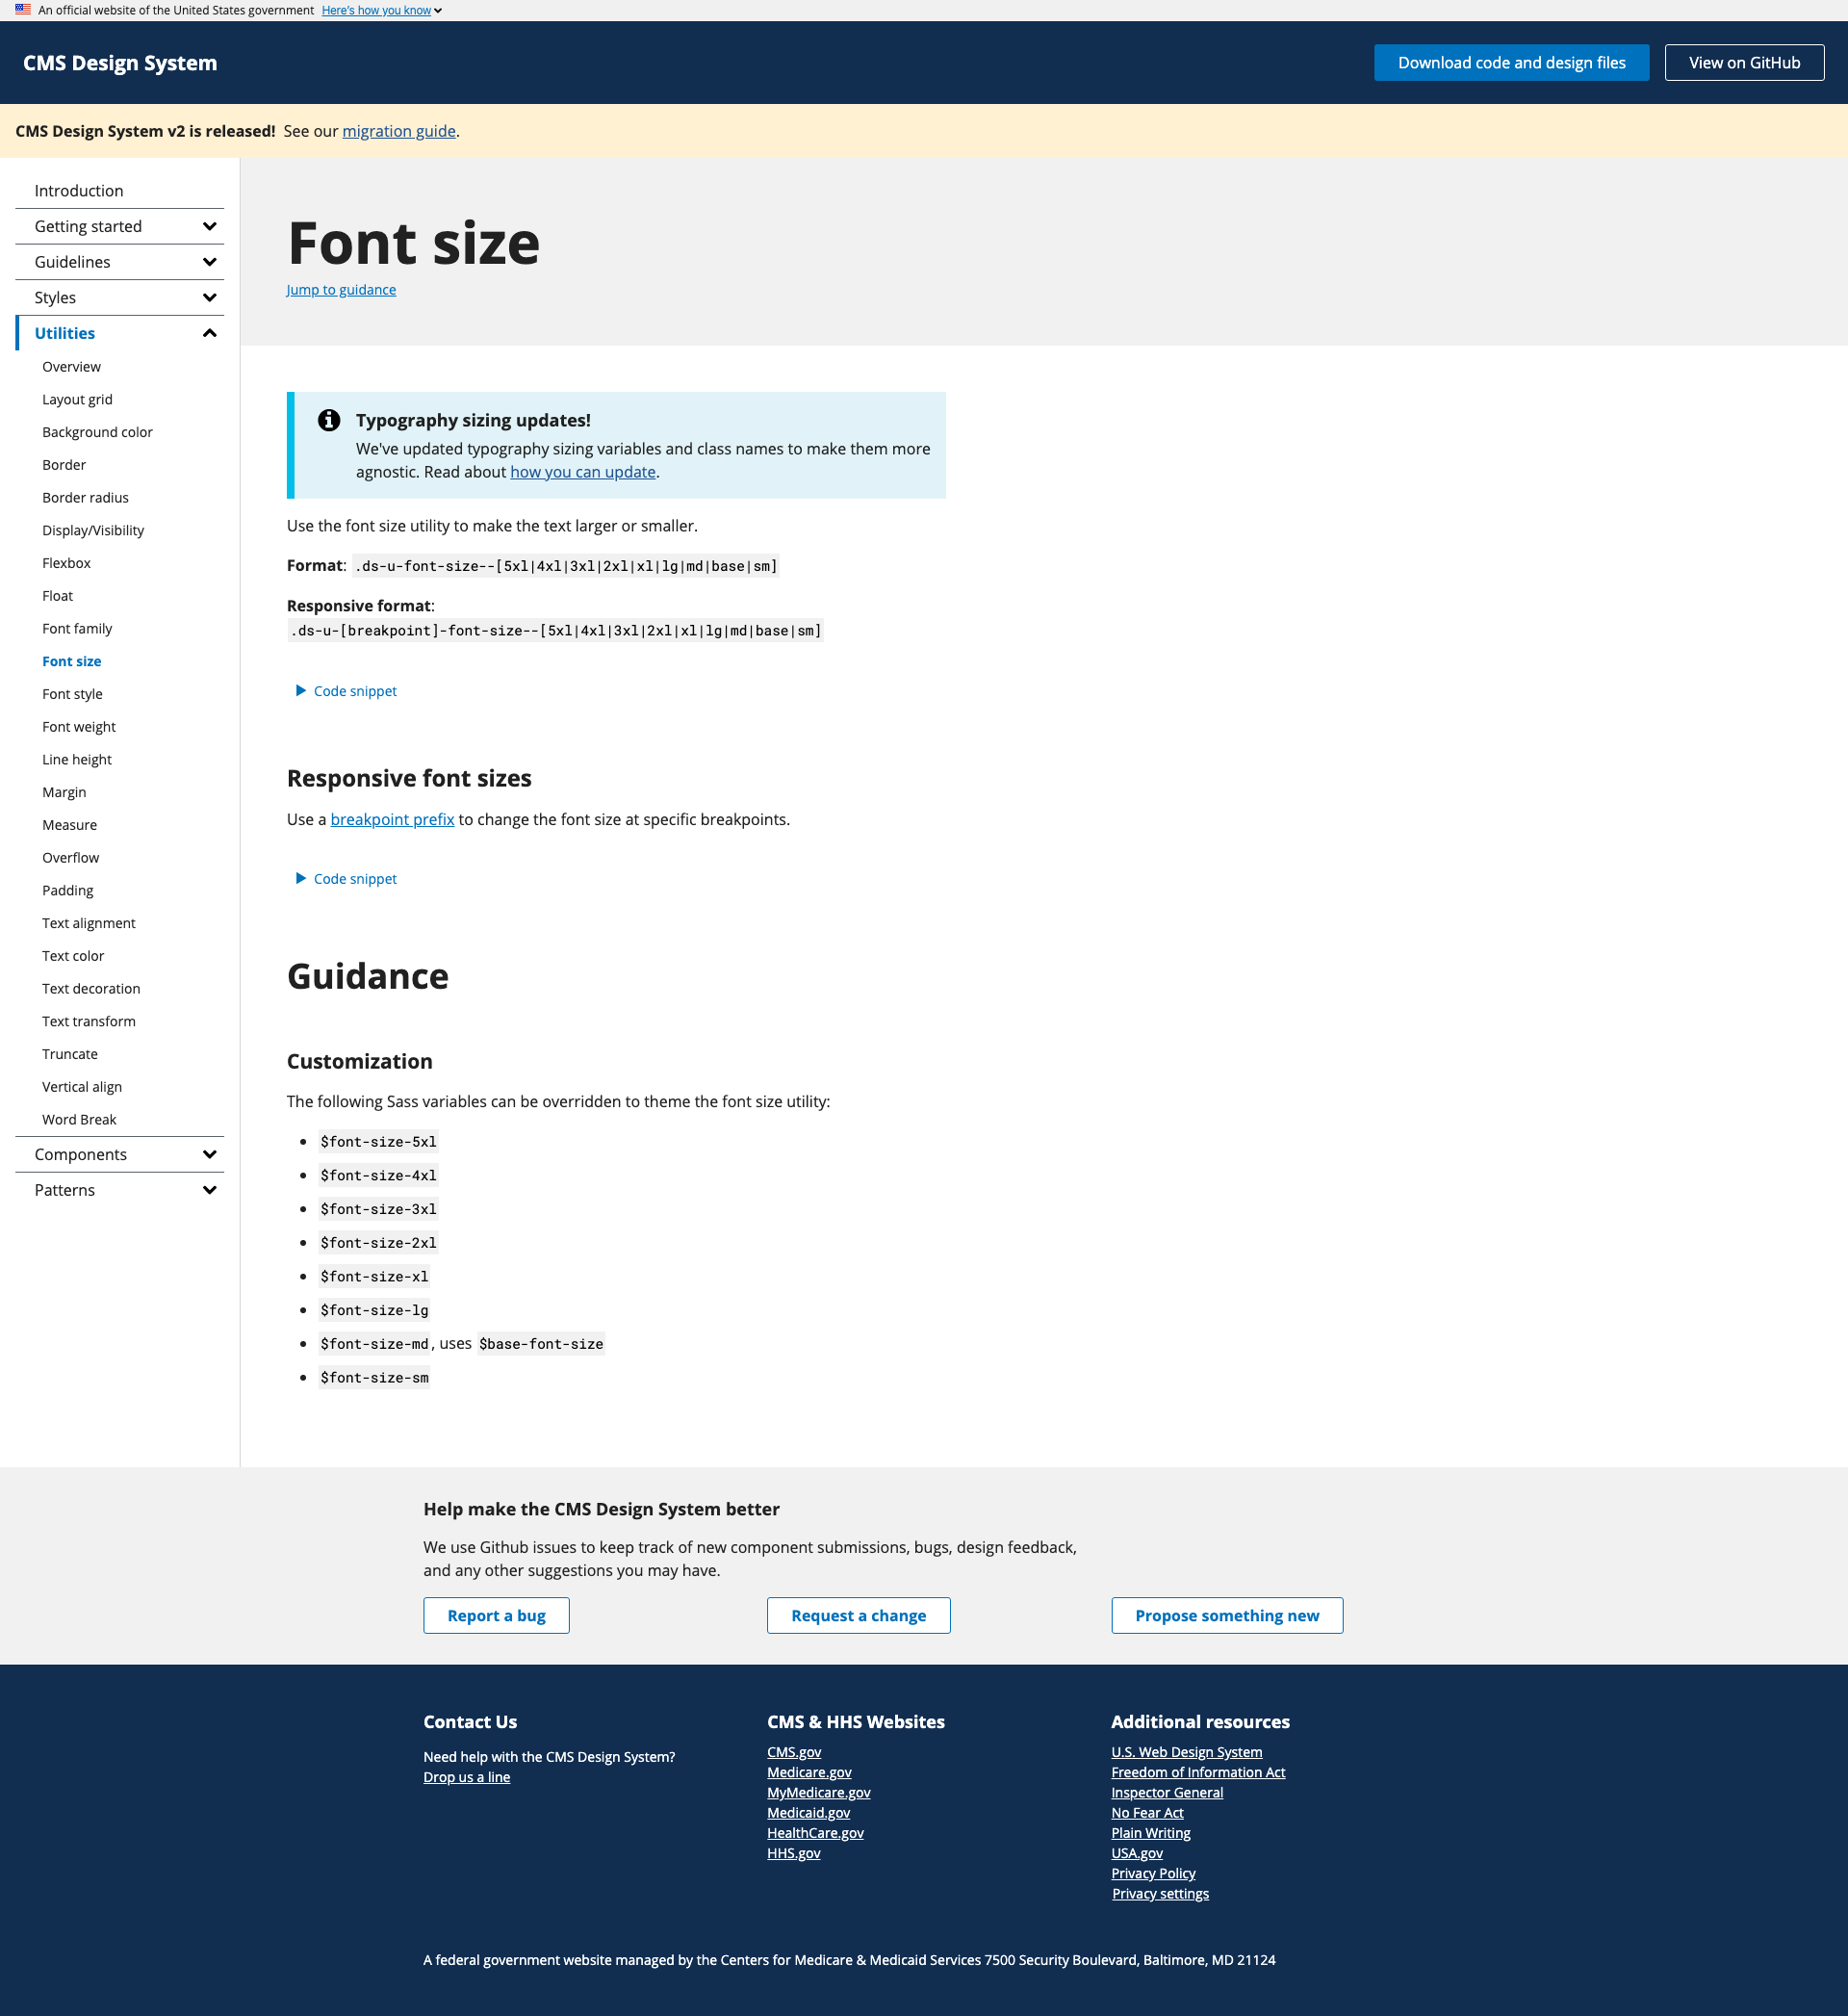 An official website of the United States government Here's how you know
CMS Design System
Download code and design files
View on GitHub
CMS Design System v2 is released! See our migration guide.
Introduction
Getting started
Guidelines
Styles
Utilities
Overview
Layout grid
Background color
Border
Border radius
Display/Visibility
Flexbox
Float
Font family
Font size
Font style
Font weight
Line height
Margin
Measure
Overflow
Padding
Text alignment
Text color
Text decoration
Text transform
Truncate
Vertical align
Word Break
Components
Patterns
Font size
Jump to guidance
Typography sizing updates!
We've updated typography sizing variables and class names to make them more
agnostic. Read about how you can update.
Use the font size utility to make the text larger or smaller.
Format: .ds-u-font-size--[5xl|4xl|3xl|2xl|xl|lg|md|base|sm]
Responsive format:
.ds-u-[breakpoint]-font-size--[5xl|4xl|3xl|2xl|xl|lg|md|base|sm]
Code snippet
Responsive font sizes
Use a breakpoint prefix to change the font size at specific breakpoints.
Code snippet
Guidance
Customization
The following Sass variables can be overridden to theme the font size utility:
$font-size-5xl
$font-size-4xl
$font-size-3xl
$font-size-2xl
$font-size-xl
$font-size-lg
$font-size-md, uses $base-font-size
$font-size-sm
Help make the CMS Design System better
We use Github issues to keep track of new component submissions, bugs, design feedback,
and any other suggestions you may have.
Report a bug
Request a change
Propose something new
Contact Us
Need help with the CMS Design System?
Drop us a line
CMS & HHS Websites
CMS.gov
Medicare.gov
MyMedicare.gov
Medicaid.gov
HealthCare.gov
HHS.gov
Additional resources
U.S. Web Design System
Freedom of Information Act
Inspector General
No Fear Act
Plain Writing
USA.gov
Privacy Policy
Privacy settings
A federal government website managed by the Centers for Medicare & Medicaid Services 7500 Security Boulevard, Baltimore, MD 21124